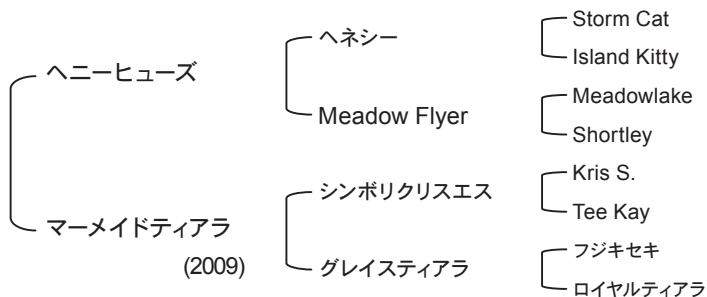 ヘニーヒューズ
マーメイドティアラ
(2009)
ヘネシー
Meadow Flyer
シンボリクリスエス
グレイスティアラ
Storm Cat
Island Kitty
Meadowlake
Shortley
Kris S.
Tee Kay
フジキセキ
ロイヤルティアラ